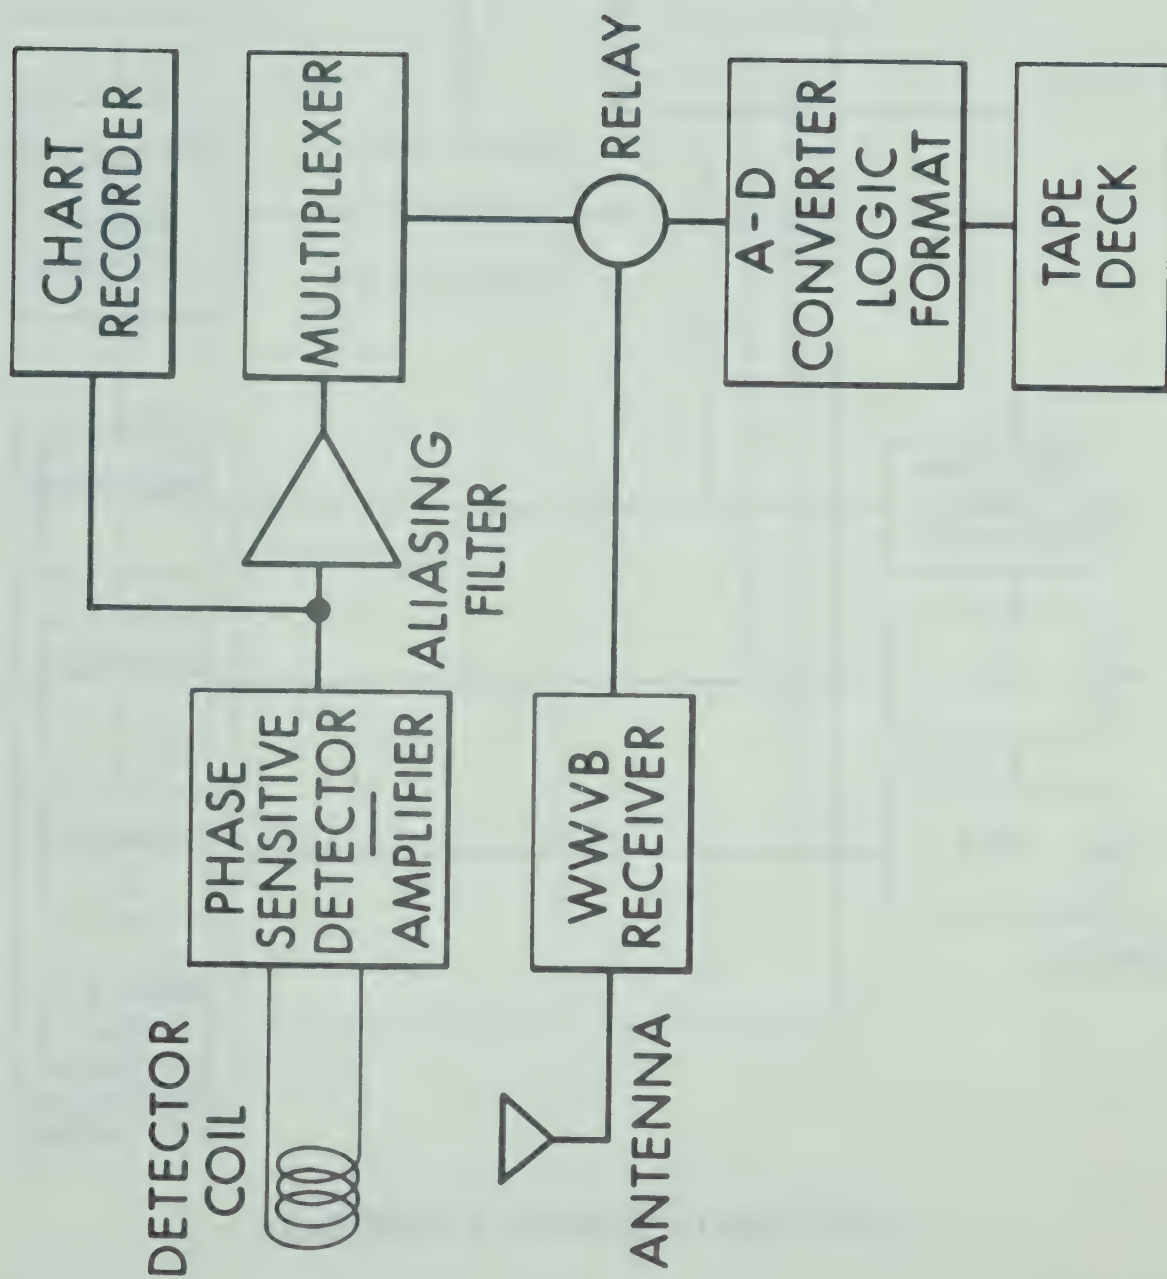 DETECTOR
COIL
PHASE
SENSITIVE
DETECTOR
AMPLIFIER
CHART
RECORDER
ALIASING
FILTER
MULTIPLEXER
ANTENNA
WWVB
RECEIVER
RELAY
A-D
CONVERTER
LOGIC
FORMAT
TAPE
DECK